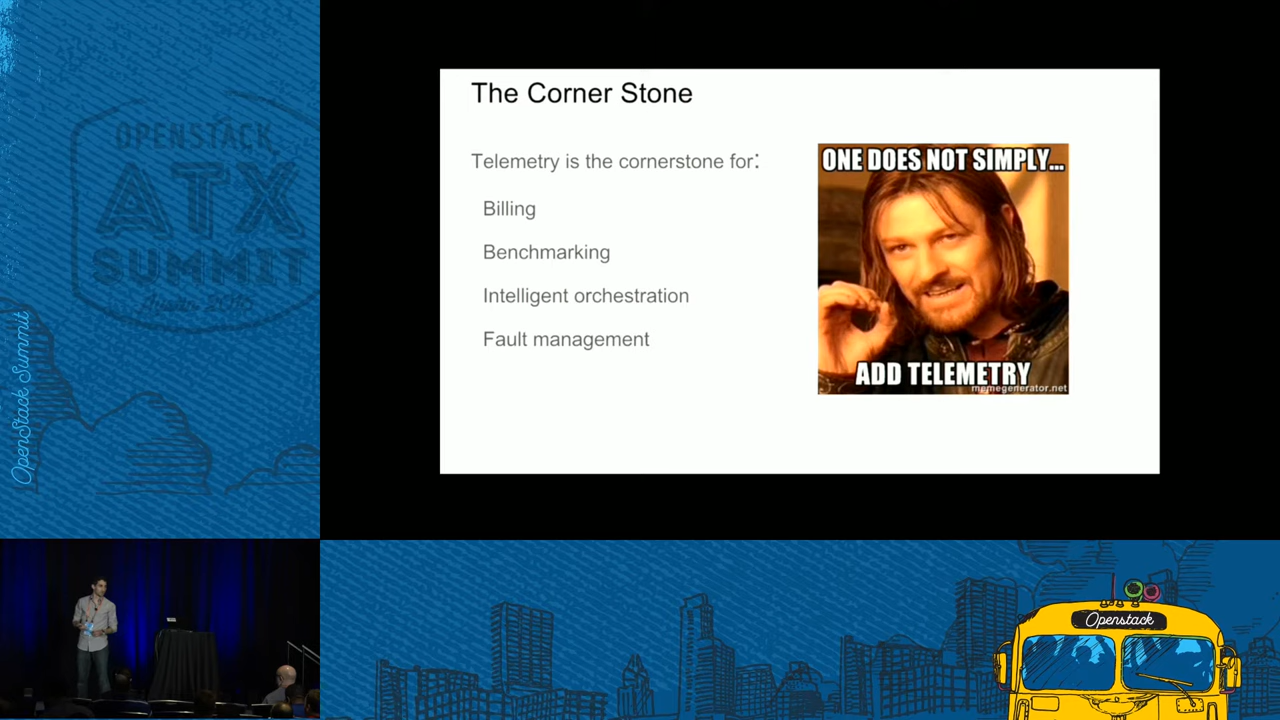 OPENSTACK
ATX
SUMMIT
OpenStack Summit
The Corner Stone
Telemetry is the cornerstone for:
Billing
Benchmarking
Intelligent orchestration
Fault management
ONE DOES NOT SIMPLY...
ADD TELEMETRY
memegenerator.net
Openstack